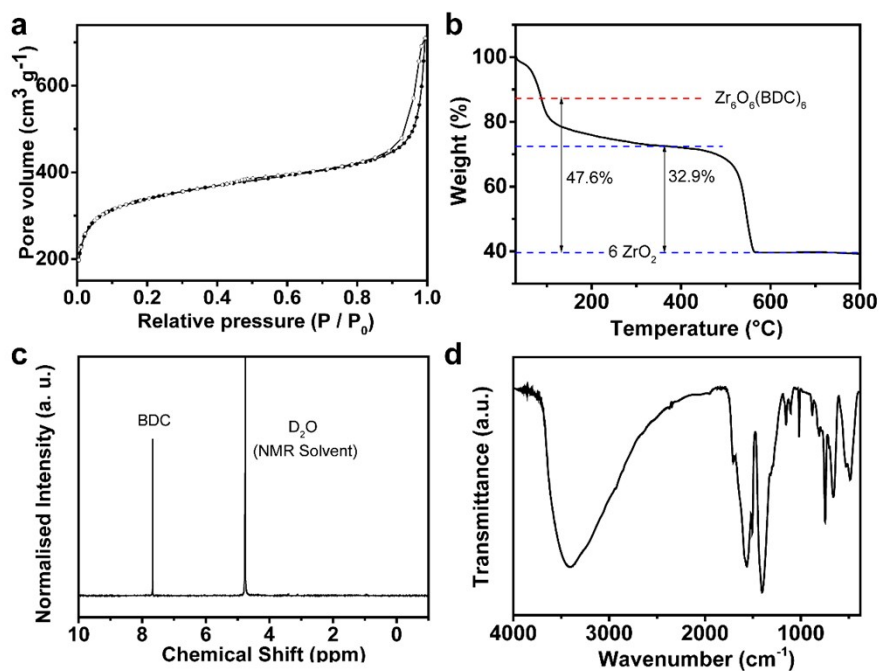 a
Pore volume (cm³ g⁻¹)
600
400
200
0.0 0.2 0.4 0.6 0.8 1.0
Relative pressure (P / P₀)
b
Weight (%)
100
80
60
40
Zr₆O₆(BDC)₆
47.6%
32.9%
6 ZrO₂
200 400 600 800
Temperature (°C)
c
Normalised Intensity (a. u.)
BDC
D₂O
(NMR Solvent)
10 8 6 4 2 0
Chemical Shift (ppm)
d
Transmittance (a.u.)
4000 3000 2000 1000
Wavenumber (cm⁻¹)